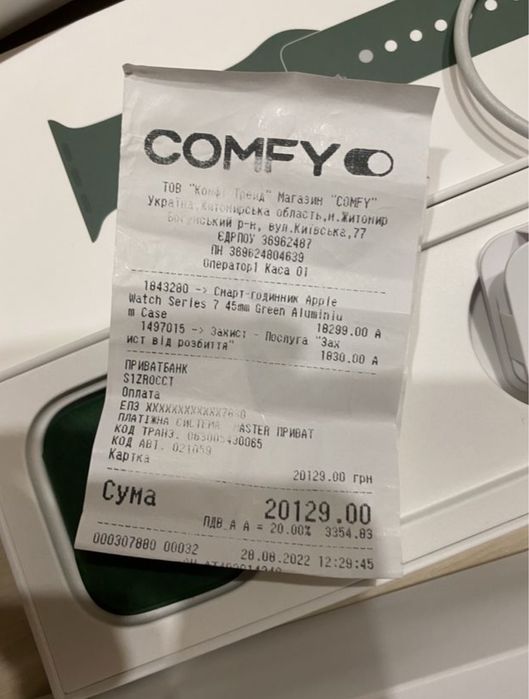 COMFY
ТОВ "Комфі Трейд" Магазин "COMFY"
Україна,Житомирська область,м.Житомир
Богунський р-н, вул.Київська,77
ЄДРПОУ 36962487
ПН 369624804639
Оператор1 Каса 01
1843280 -> Смарт-годинник Apple
Watch Series 7 45mm Green Aluminiu
m Case 18299.00 А
1497015 -> Захист - Послуга "Зах
ист від розбиття" 1830.00 А
ПРИВАТБАНК
S1ZROCCT
Оплата
ЕПЗ
ПЛАТІЖНА СИСТЕМА MASTER ПРИВАТ
КОД ТРАНЗ.
КОД АВТ. 021059
Картка 20129.00 грн
Сума 20129.00
ПДВ_А А = 20.00% 3354.83
000307880 00032 28.08.2022 12:29:45